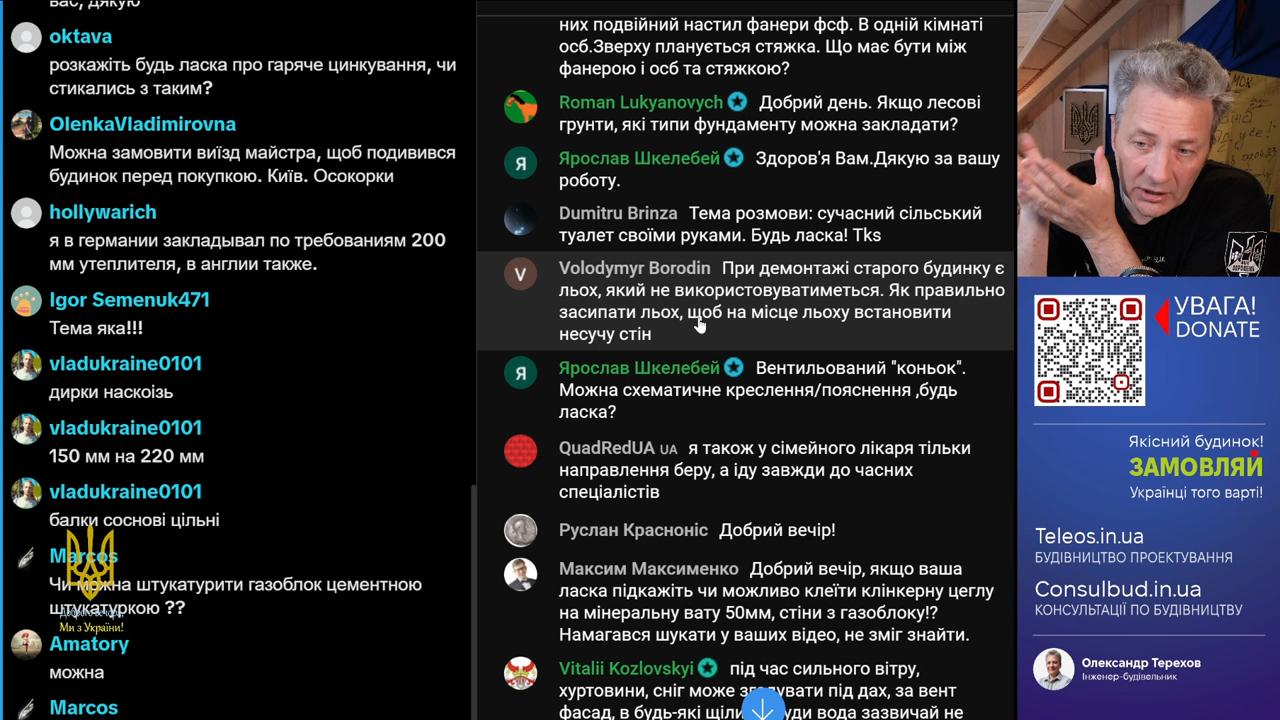 вас, дякую
oktava
розкажіть будь ласка про гаряче цинкування, чи
стикались з таким?
OlenkaVladimirovna
Можна замовити виїзд майстра, щоб подивився
будинок перед покупкою. Київ. Осокорки
hollywarich
я в германии закладывал по требованиям 200
мм утеплителя, в англии также.
Igor Semenuk471
Тема яка!!!
vladukraine0101
дирки наскоізь
vladukraine0101
150 мм на 220 мм
vladukraine0101
балки соснові цільні
Marcos
Чи можна штукатурити газоблок цементною
штукатуркою ??
Ми з України!
Amatory
можна
Marcos
них подвійний настил фанери фсф. В одній кімнаті
осб.Зверху планується стяжка. Що має бути між
фанерою і осб та стяжкою?
Roman Lukyanovych Добрий день. Якщо лесові
грунти, які типи фундаменту можна закладати?
Я Ярослав Шкелебей Здоров'я Вам.Дякую за вашу
роботу.
Dumitru Brinza Тема розмови: сучасний сільський
туалет своїми руками. Будь ласка! Tks
V Volodymyr Borodin При демонтажі старого будинку є
льох, який не використовуватиметься. Як правильно
засипати льох, щоб на місце льоху встановити
несучу стін
Я Ярослав Шкелебей Вентильований "коньок".
Можна схематичне креслення/пояснення ,будь
ласка?
QuadRedUA UA я також у сімейного лікаря тільки
направлення беру, а іду завжди до часних
спеціалістів
Руслан Красноніс Добрий вечір!
Максим Максименко Добрий вечір, якщо ваша
ласка підкажіть чи можливо клеїти клінкерну цеглу
на мінеральну вату 50мм, стіни з газоблоку!?
Намагався шукати у ваших відео, не зміг знайти.
Vitalii Kozlovskyi під час сильного вітру,
хуртовини, сніг може під дах, за вент
фасад, в будь-які вода зазвичай не
УВАГА!
DONATE
Якісний будинок!
ЗАМОВЛЯЙ
Українці того варті!
Teleos.in.ua
БУДІВНИЦТВО ПРОЕКТУВАННЯ
Consulbud.in.ua
КОНСУЛЬТАЦІЇ ПО БУДІВНИЦТВУ
Олександр Терехов
Інженер-будівельник